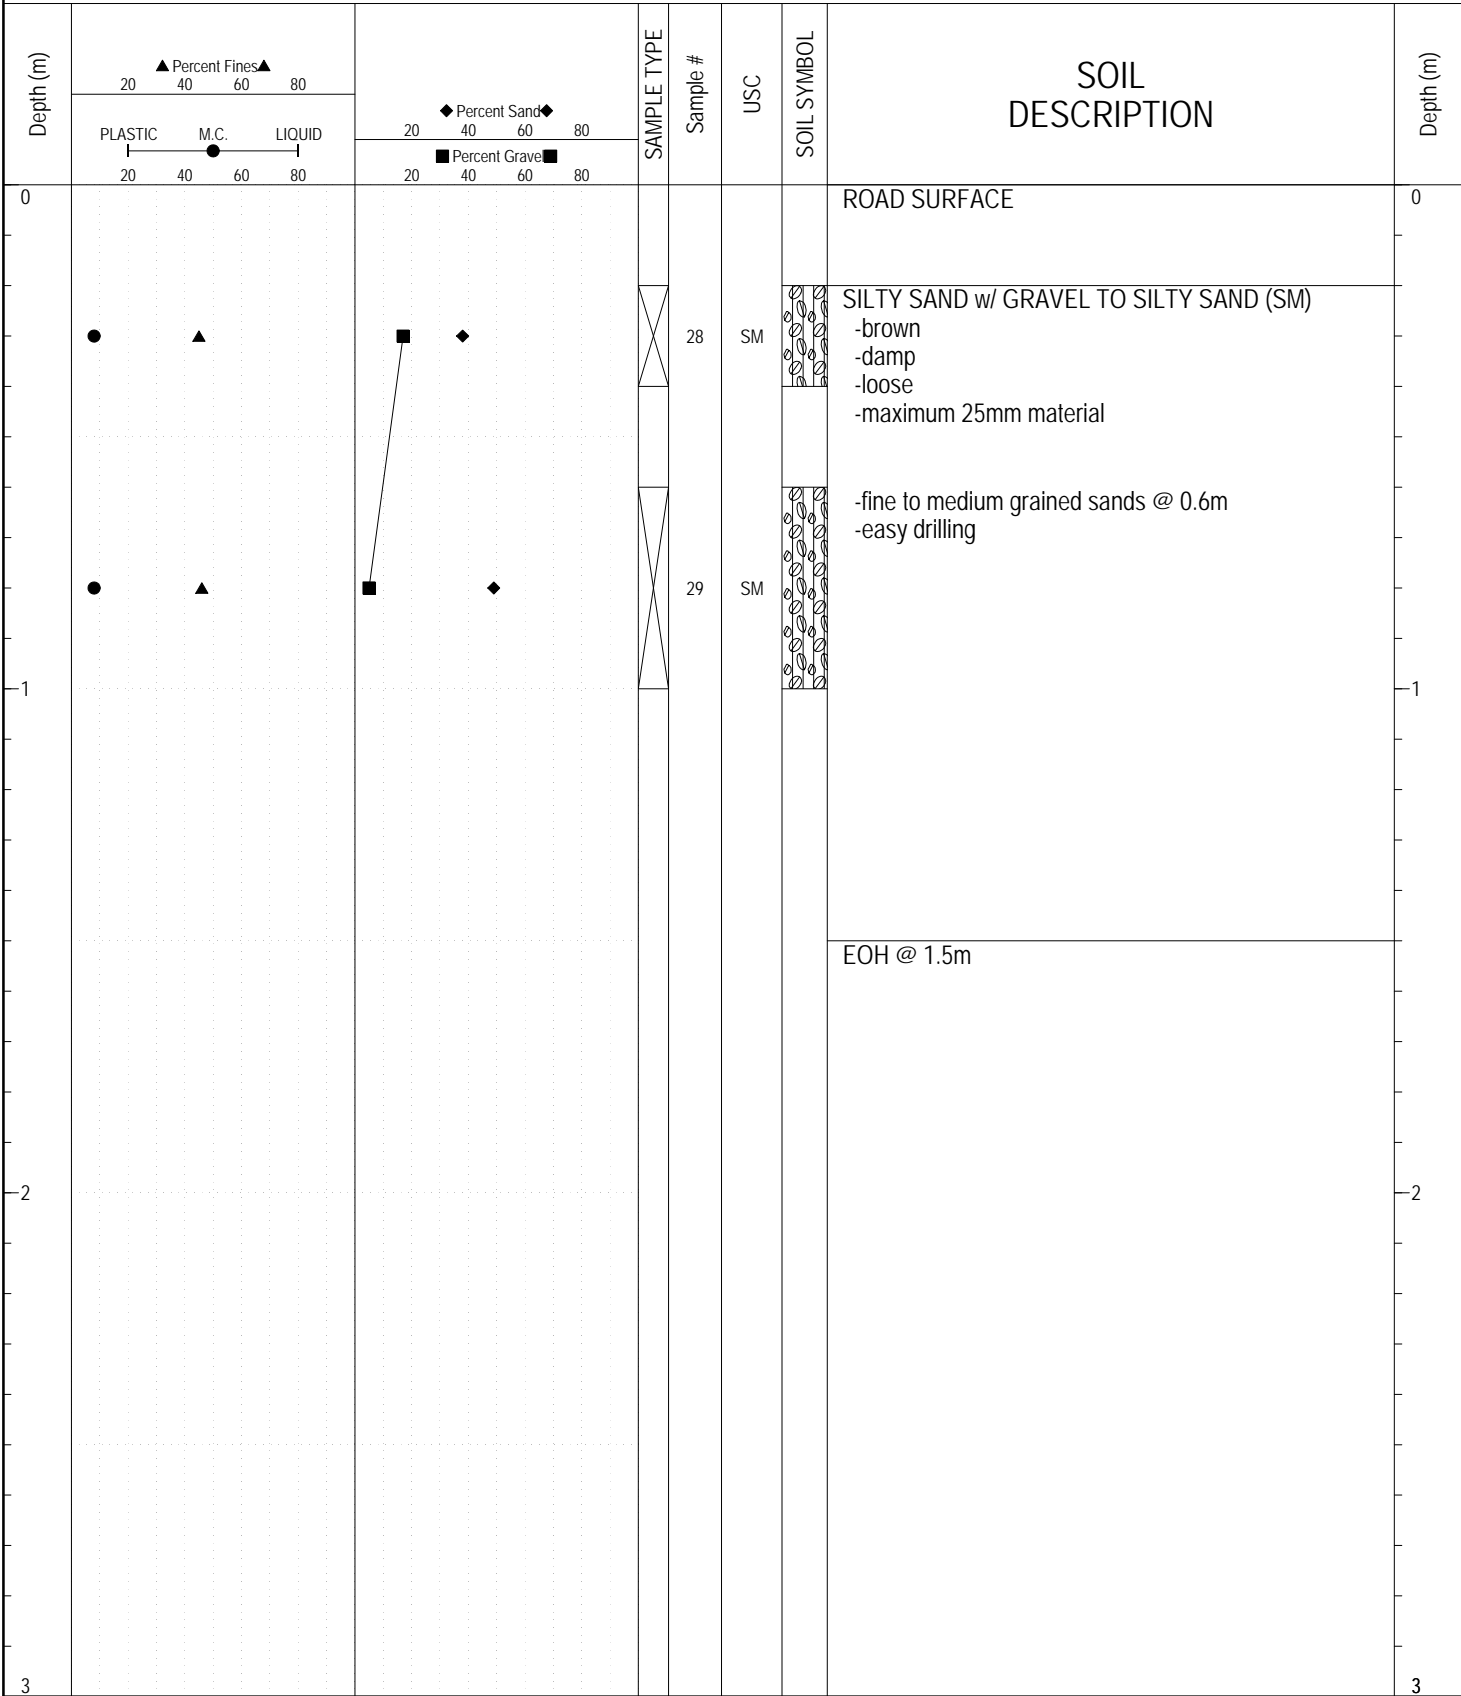 Depth (m)
▲ Percent Fines ▲
20 40 60 80
PLASTIC M.C. LIQUID
20 40 60 80
◆ Percent Sand ◆
20 40 60 80
■ Percent Gravel ■
20 40 60 80
SAMPLE TYPE
Sample #
USC
SOIL SYMBOL
SOIL
DESCRIPTION
Depth (m)
0 ROAD SURFACE 0
SILTY SAND w/ GRAVEL TO SILTY SAND (SM)
-brown
28 SM
-damp
-loose
-maximum 25mm material
-fine to medium grained sands @ 0.6m
-easy drilling
29 SM
1 1
EOH @ 1.5m
2 2
3 3